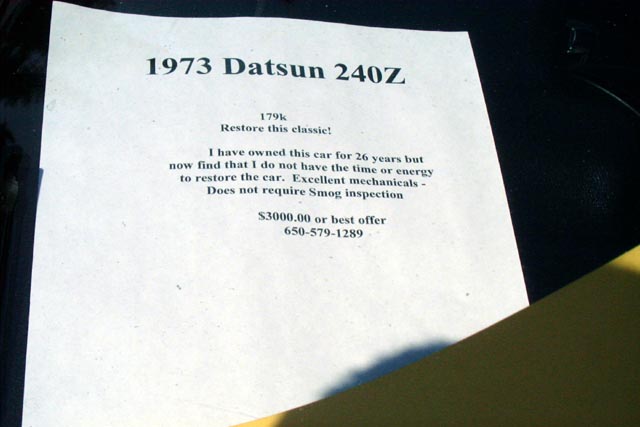 1973 Datsun 240Z
179k
Restore this classic!
I have owned this car for 26 years but
now find that I do not have the time or energy
to restore the car. Excellent mechanicals -
Does not require Smog inspection
$3000.00 or best offer
650-579-1289